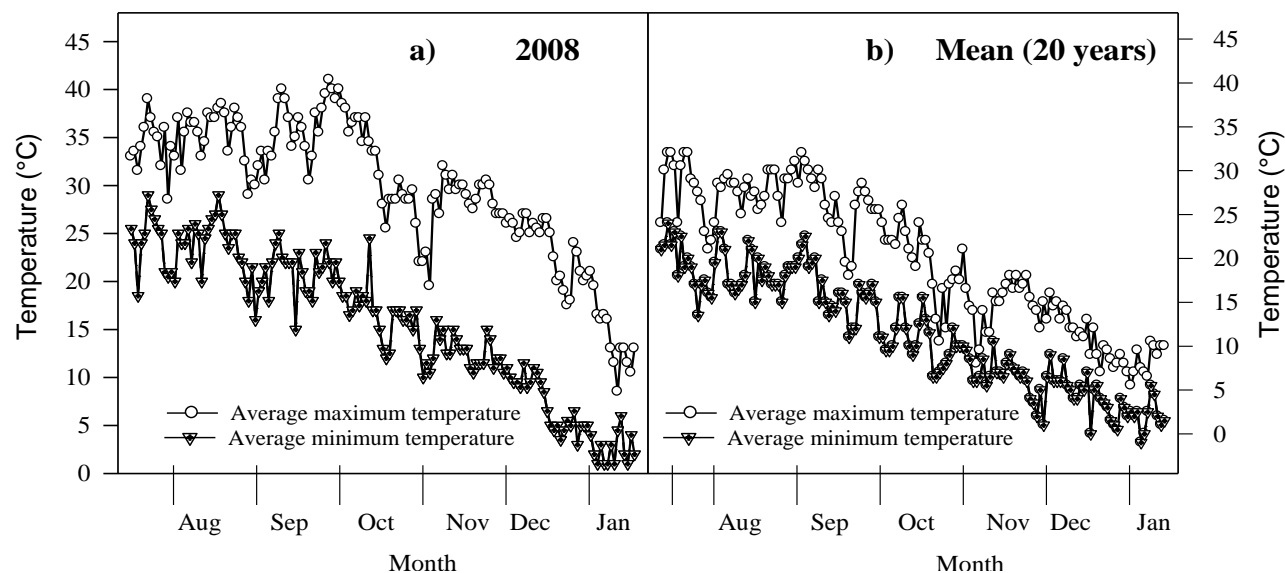 a) 2008
b) Mean (20 years)
Temperature (°C)
45
40
35
30
25
20
15
10
5
0
Average maximum temperature
Average minimum temperature
Aug Sep Oct Nov Dec Jan
Month
Average maximum temperature
Average minimum temperature
Aug Sep Oct Nov Dec Jan
Month
45
40
35
30
25
20
15
10
5
0
Temperature (°C)